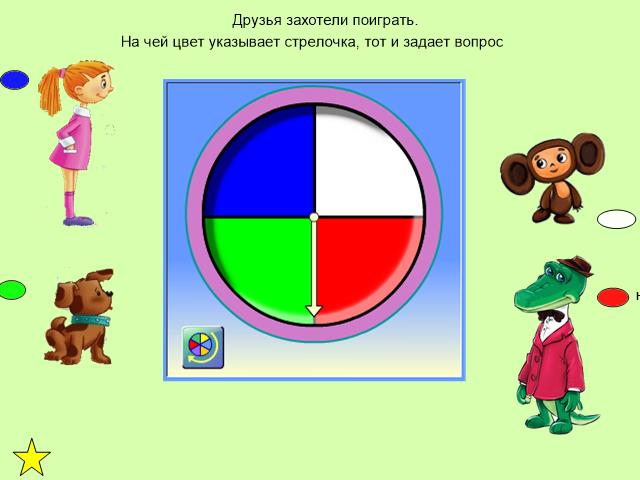 Друзья захотели поиграть.
На чей цвет указывает стрелочка, тот и задает вопрос